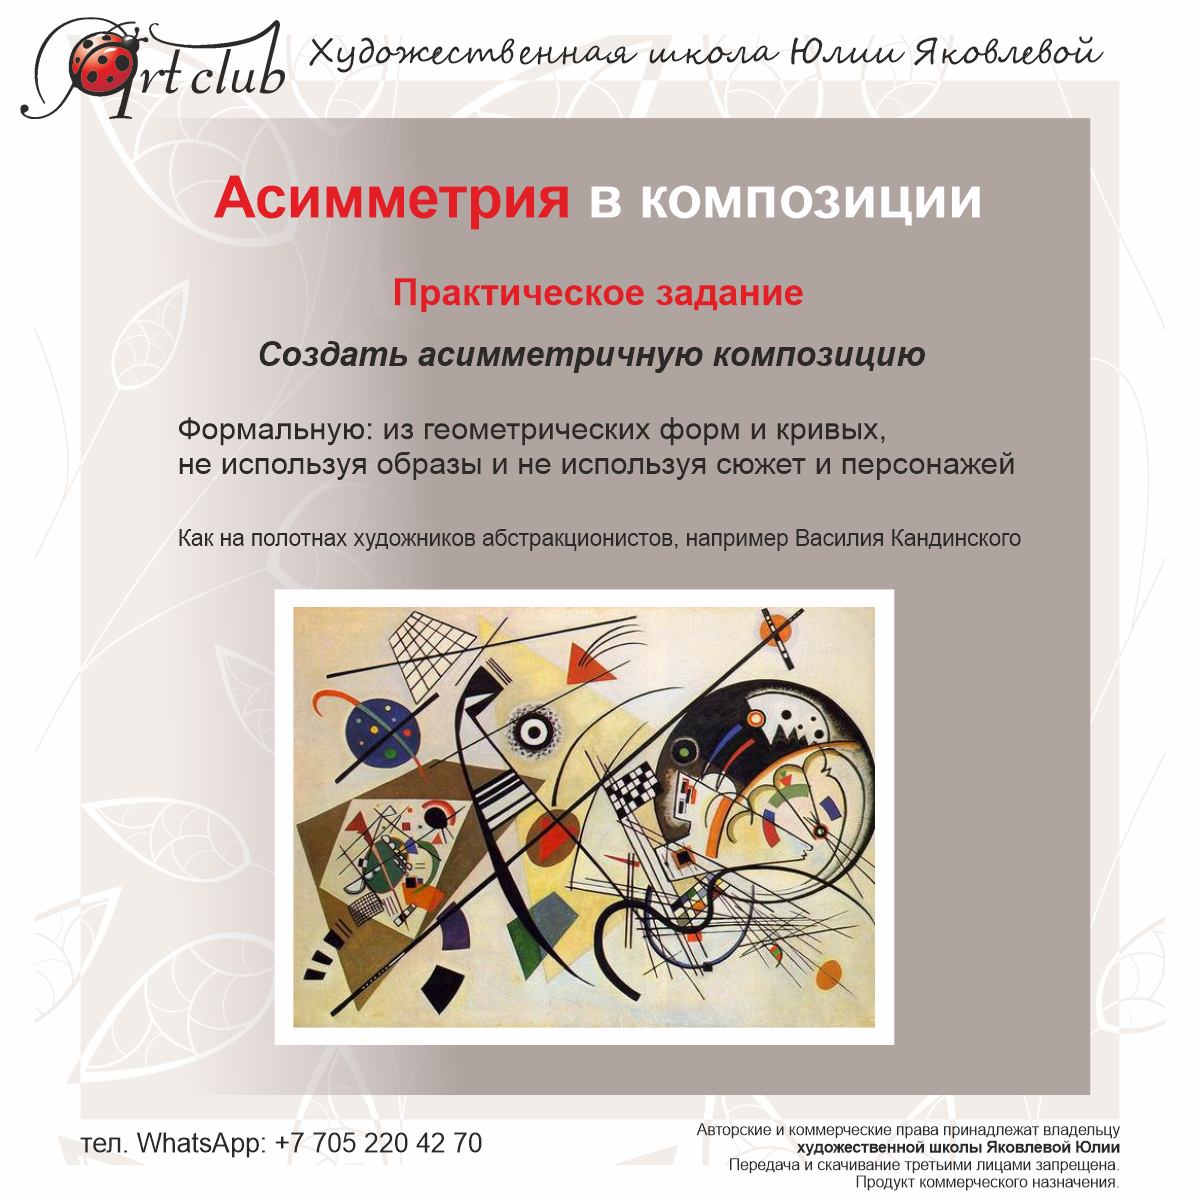 Art club
Художественная школа Юлии Яковлевой
Асимметрия в композиции
Практическое задание
Создать асимметричную композицию
Формальную: из геометрических форм и кривых,
не используя образы и не используя сюжет и персонажей
Как на полотнах художников абстракционистов, например Василия Кандинского
тел. WhatsApp: +7 705 220 42 70
Авторские и коммерческие права принадлежат владельцу
художественной школы Яковлевой Юлии
Передача и скачивание третьими лицами запрещена.
Продукт коммерческого назначения.